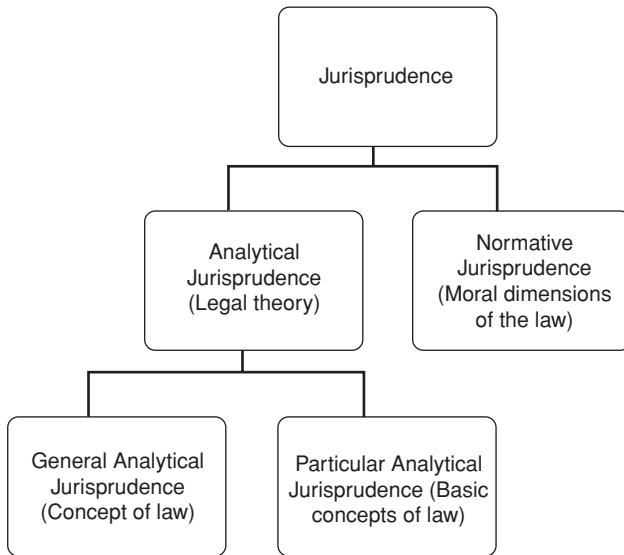 Jurisprudence
Analytical
Jurisprudence
(Legal theory)
Normative
Jurisprudence
(Moral dimensions
of the law)
General Analytical
Jurisprudence
(Concept of law)
Particular Analytical
Jurisprudence (Basic
concepts of law)